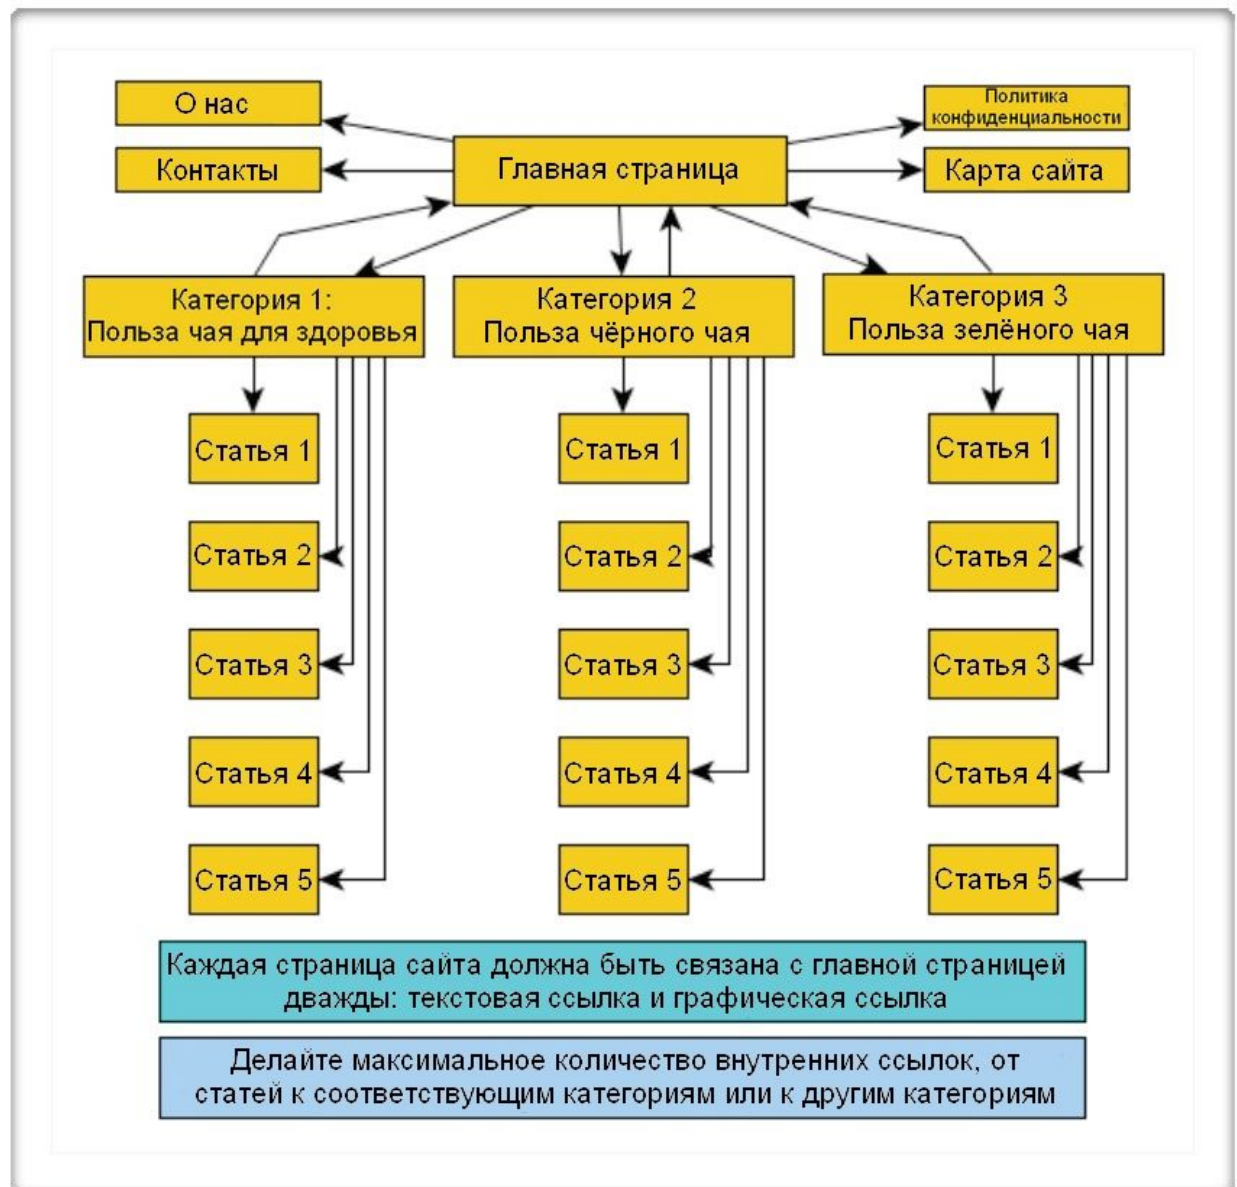 О нас
Политика
конфиденциальности
Контакты
Главная страница
Карта сайта
Категория 1:
Польза чая для здоровья
Категория 2
Польза чёрного чая
Категория 3
Польза зелёного чая
Статья 1
Статья 1
Статья 1
Статья 2
Статья 2
Статья 2
Статья 3
Статья 3
Статья 3
Статья 4
Статья 4
Статья 4
Статья 5
Статья 5
Статья 5
Каждая страница сайта должна быть связана с главной страницей
дважды: текстовая ссылка и графическая ссылка
Делайте максимальное количество внутренних ссылок, от
статей к соответствующим категориям или к другим категориям